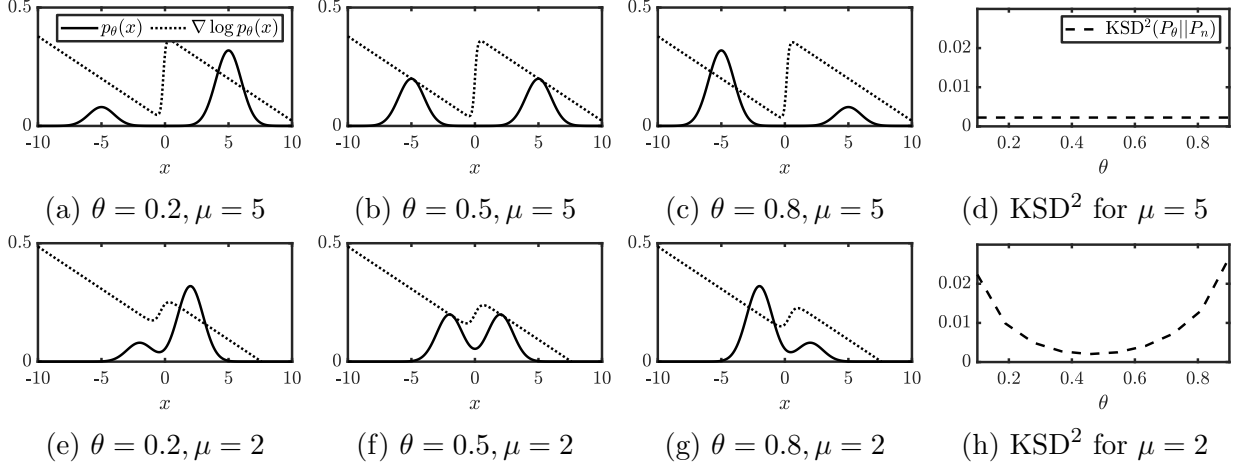 0.5
p_θ(x) ∇ log p_θ(x)
0
-10 -5 0 5 10
x
(a) θ = 0.2, μ = 5
0.5
0
-10 -5 0 5 10
x
(b) θ = 0.5, μ = 5
0.5
0
-10 -5 0 5 10
x
(c) θ = 0.8, μ = 5
KSD²(P_θ||P_n)
0.02
0.01
0
0.2 0.4 0.6 0.8
θ
(d) KSD² for μ = 5
0.5
0
-10 -5 0 5 10
x
(e) θ = 0.2, μ = 2
0.5
0
-10 -5 0 5 10
x
(f) θ = 0.5, μ = 2
0.5
0
-10 -5 0 5 10
x
(g) θ = 0.8, μ = 2
0.02
0.01
0
0.2 0.4 0.6 0.8
θ
(h) KSD² for μ = 2